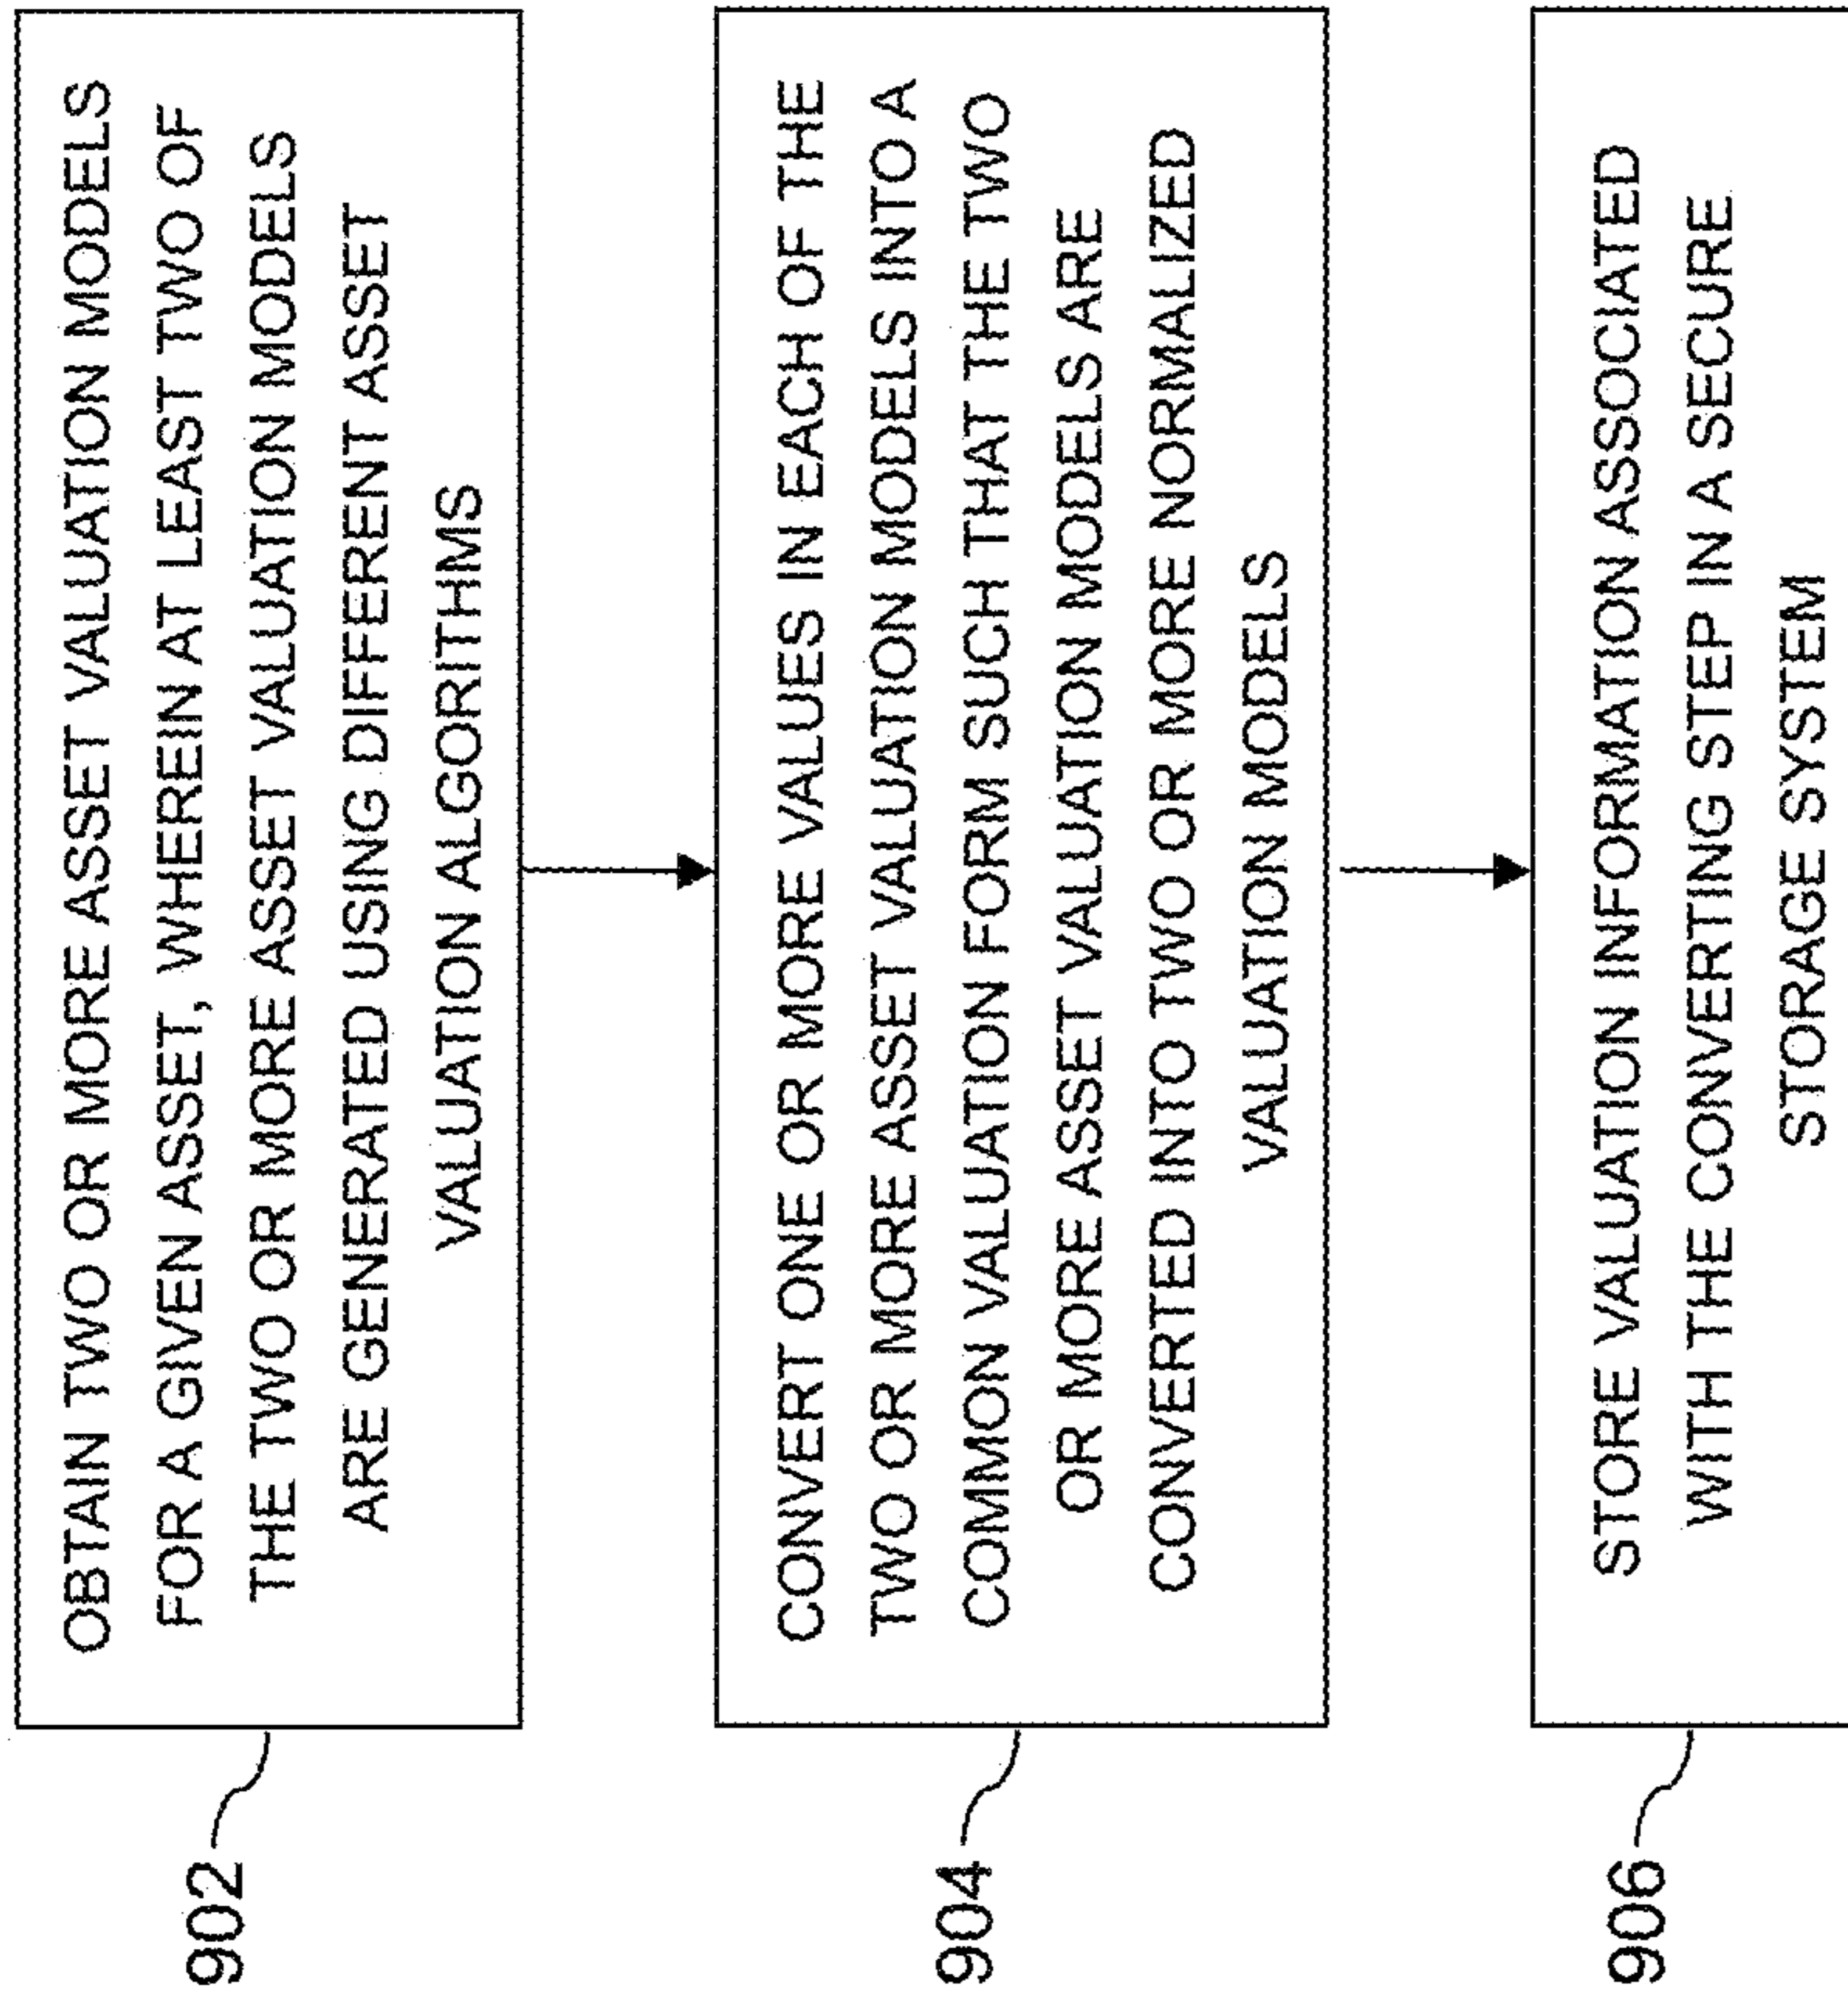 902
OBTAIN TWO OR MORE ASSET VALUATION MODELS
FOR A GIVEN ASSET, WHEREIN AT LEAST TWO OF
THE TWO OR MORE ASSET VALUATION MODELS
ARE GENERATED USING DIFFERENT ASSET
VALUATION ALGORITHMS
904
CONVERT ONE OR MORE VALUES IN EACH OF THE
TWO OR MORE ASSET VALUATION MODELS INTO A
COMMON VALUATION FORM SUCH THAT THE TWO
OR MORE ASSET VALUATION MODELS ARE
CONVERTED INTO TWO OR MORE NORMALIZED
VALUATION MODELS
906
STORE VALUATION INFORMATION ASSOCIATED
WITH THE CONVERTING STEP IN A SECURE
STORAGE SYSTEM